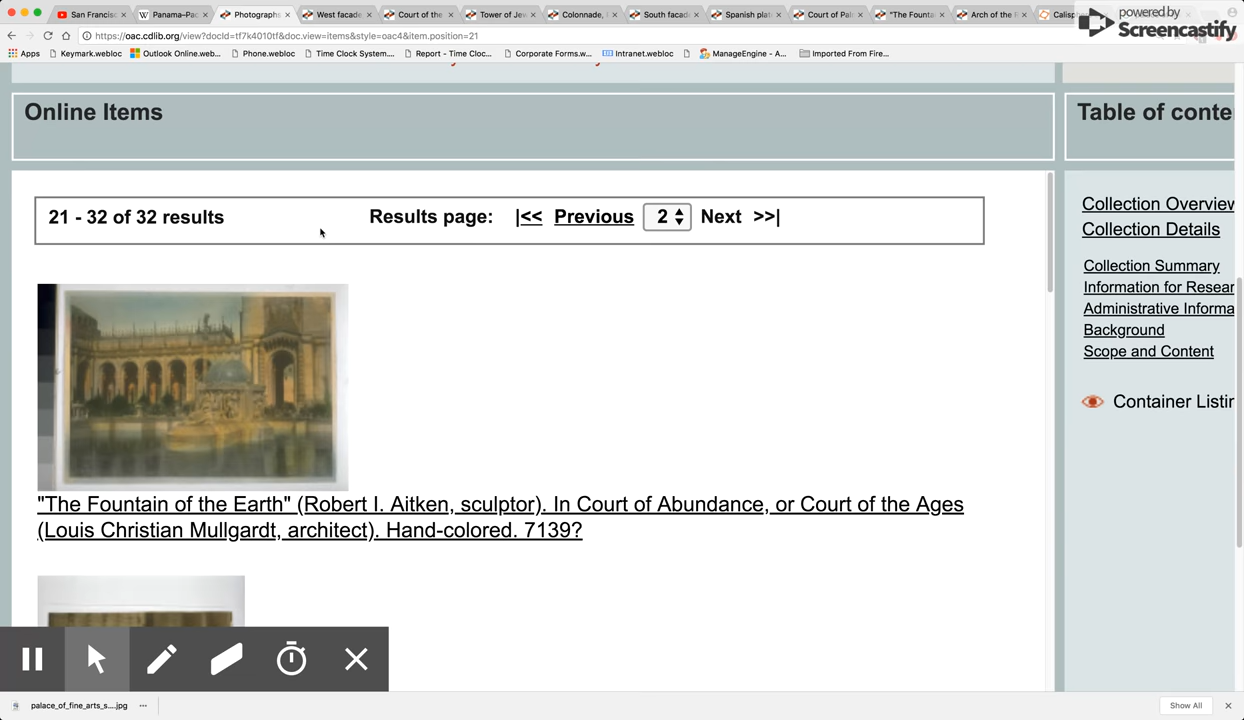 San Francisc
Panama–Pac
Photographs
West facade
Court of the
Tower of Jew
Colonnade,
South facade
Spanish plat
Court of Pal
"The Founta
Arch of the
Calisp
powered by
Screencastify
https://oac.cdlib.org/view?docId=tf7k4010tf&doc.view=items&style=oac4&item.position=21
Apps
Keymark.webloc
Outlook Online.web...
Phone.webloc
Time Clock System....
Report - Time Cloc...
Corporate Forms.w...
Intranet.webloc
ManageEngine - A...
Imported From Fire...
Online Items
Table of conte
21 - 32 of 32 results
Results page: |<< Previous 2 Next >>|
Collection Overview
Collection Details
Collection Summary
Information for Resear
Administrative Informa
Background
Scope and Content
Container Listin
"The Fountain of the Earth" (Robert I. Aitken, sculptor). In Court of Abundance, or Court of the Ages
(Louis Christian Mullgardt, architect). Hand-colored. 7139?
palace_of_fine_arts_s....jpg
Show All